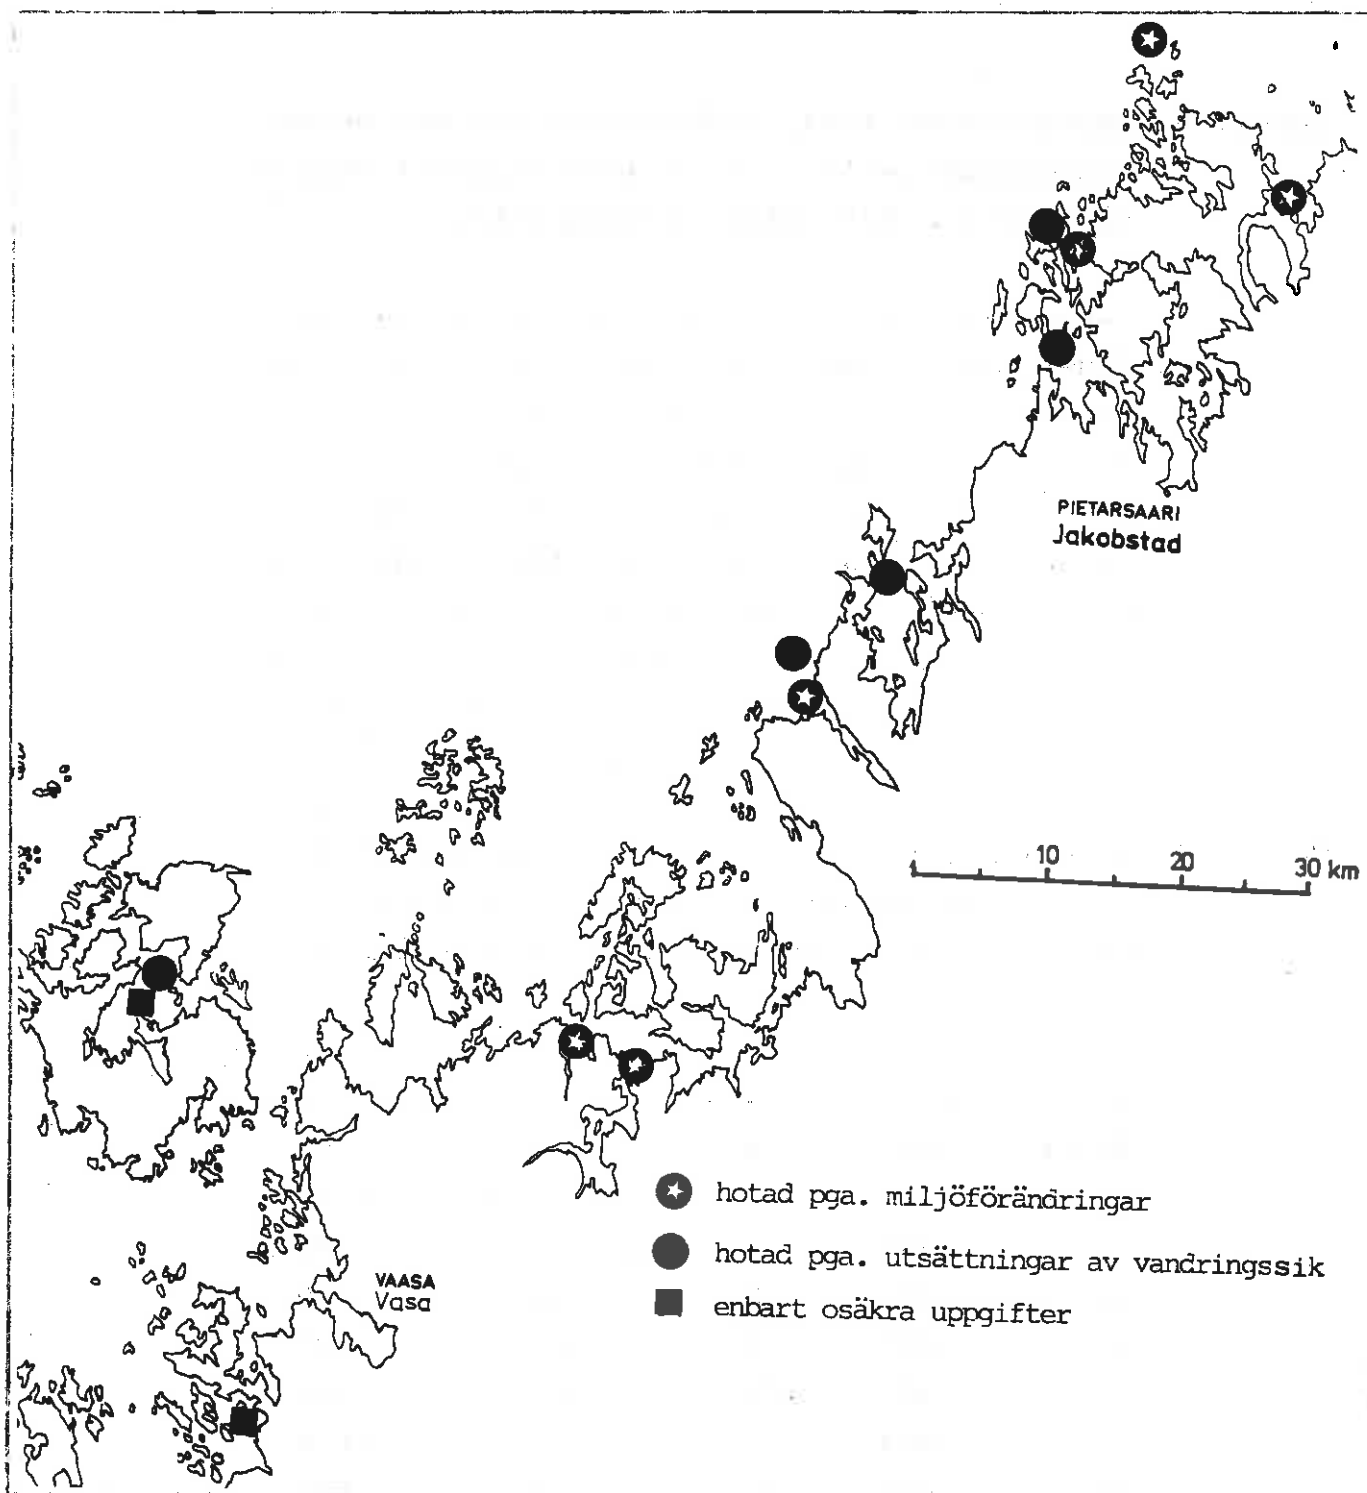 PIETARSAARI
Jakobstad
10 20 30 km
hotad pga. miljöförändringar
hotad pga. utsättningar av vandringssik
enbart osäkra uppgifter
VAASA
Vasa